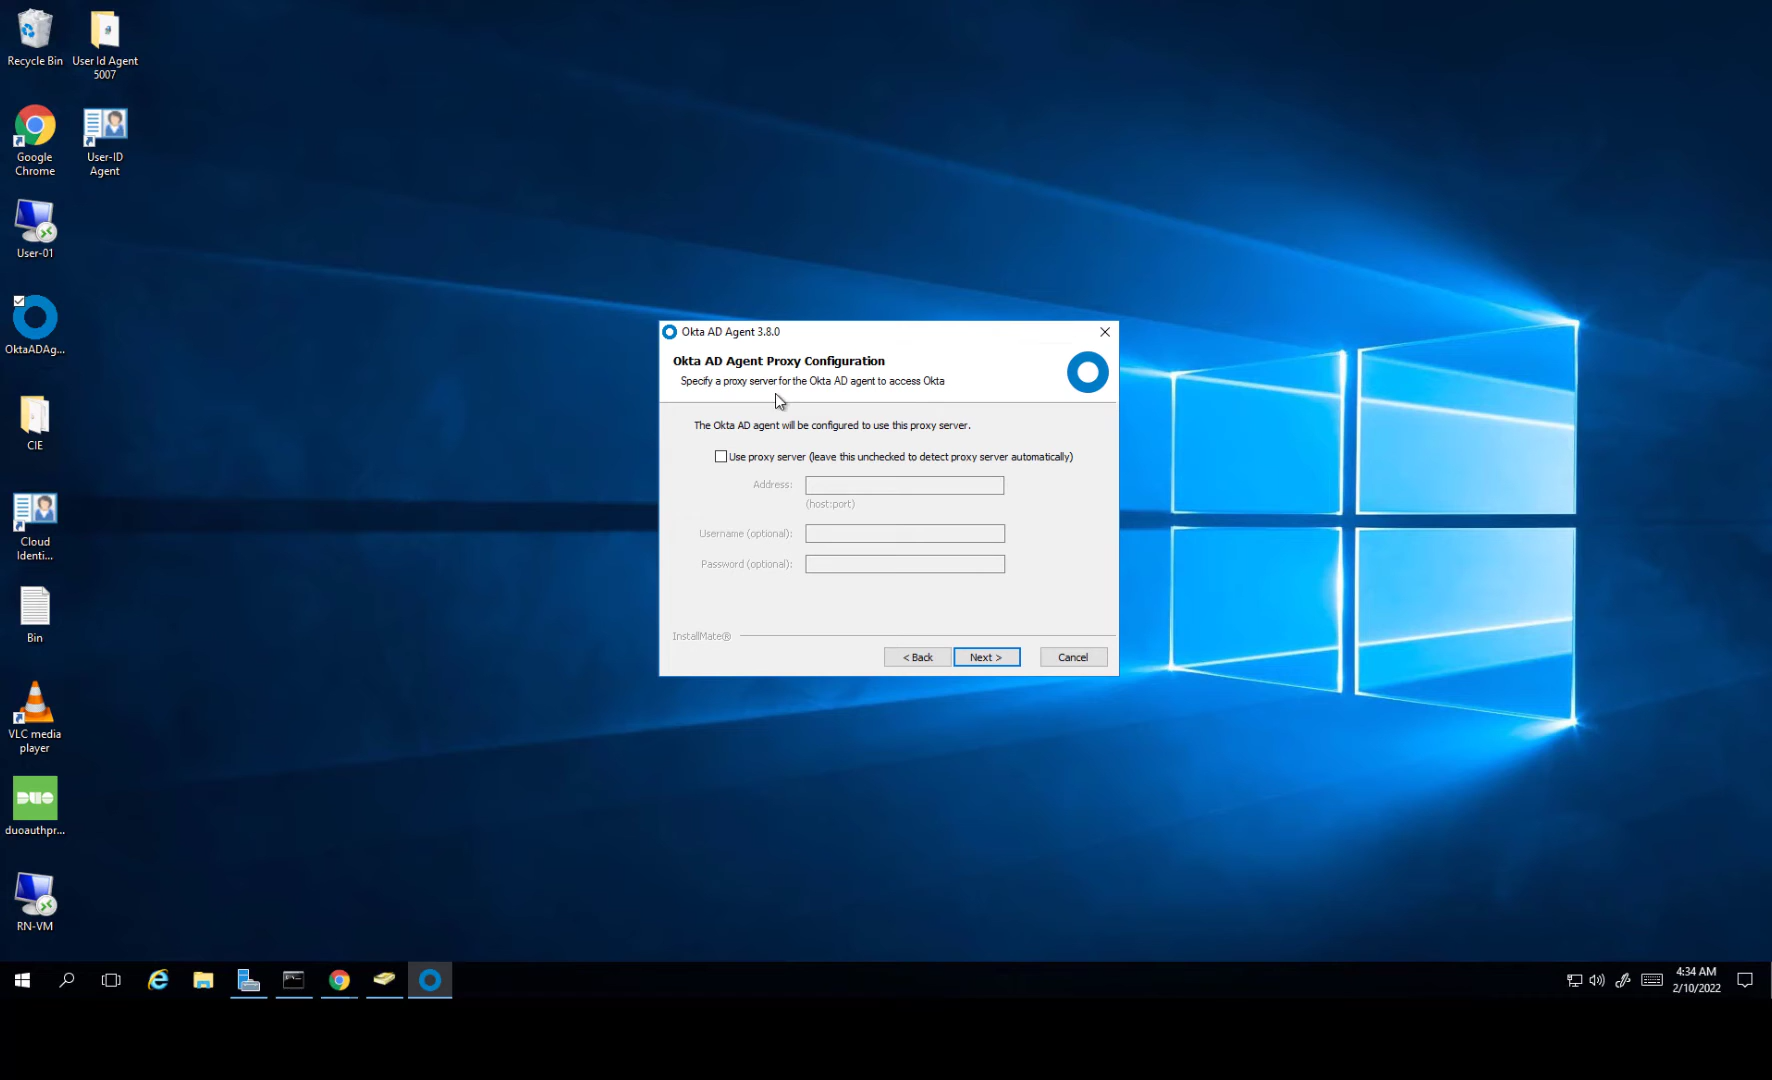 Recycle Bin
User Id Agent
5007
Google
Chrome
User-ID
Agent
User-01
OktaADAg...
CIE
Cloud
Identi...
Bin
VLC media
player
DUO
duoauthpr...
RN-VM
Okta AD Agent 3.8.0
Okta AD Agent Proxy Configuration
Specify a proxy server for the Okta AD agent to access Okta
The Okta AD agent will be configured to use this proxy server.
Use proxy server (leave this unchecked to detect proxy server automatically)
Address:
(host:port)
Username (optional):
Password (optional):
InstallMate®
< Back
Next >
Cancel
4:34 AM
2/10/2022